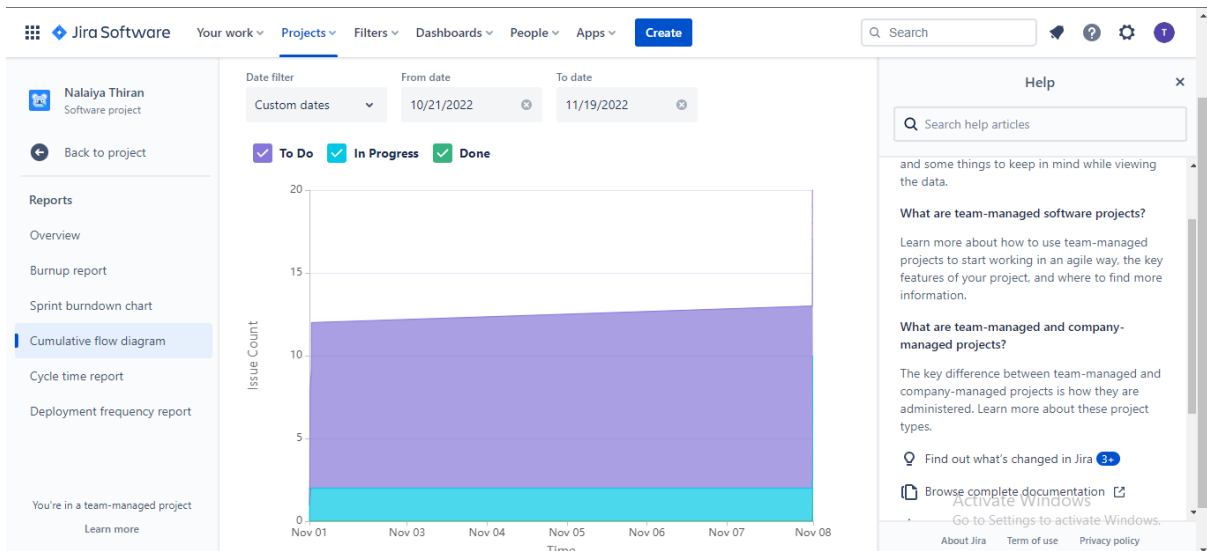 Jira Software Your work Projects Filters Dashboards People Apps Create Search T
Nalaiya Thiran
Software project
Back to project
Reports
Overview
Burnup report
Sprint burndown chart
Cumulative flow diagram
Cycle time report
Deployment frequency report
You're in a team-managed project
Learn more
Date filter From date To date
Custom dates 10/21/2022 11/19/2022
To Do In Progress Done
20
15
10
5
0
Issue Count
Nov 01 Nov 03 Nov 04 Nov 05 Nov 06 Nov 07 Nov 08
Time
Help
Search help articles
and some things to keep in mind while viewing
the data.
What are team-managed software projects?
Learn more about how to use team-managed
projects to start working in an agile way, the key
features of your project, and where to find more
information.
What are team-managed and company-
managed projects?
The key difference between team-managed and
company-managed projects is how they are
administered. Learn more about these project
types.
Find out what's changed in Jira 3+
Browse complete documentation
Activate Windows
Go to Settings to activate Windows.
About Jira Term of use Privacy policy